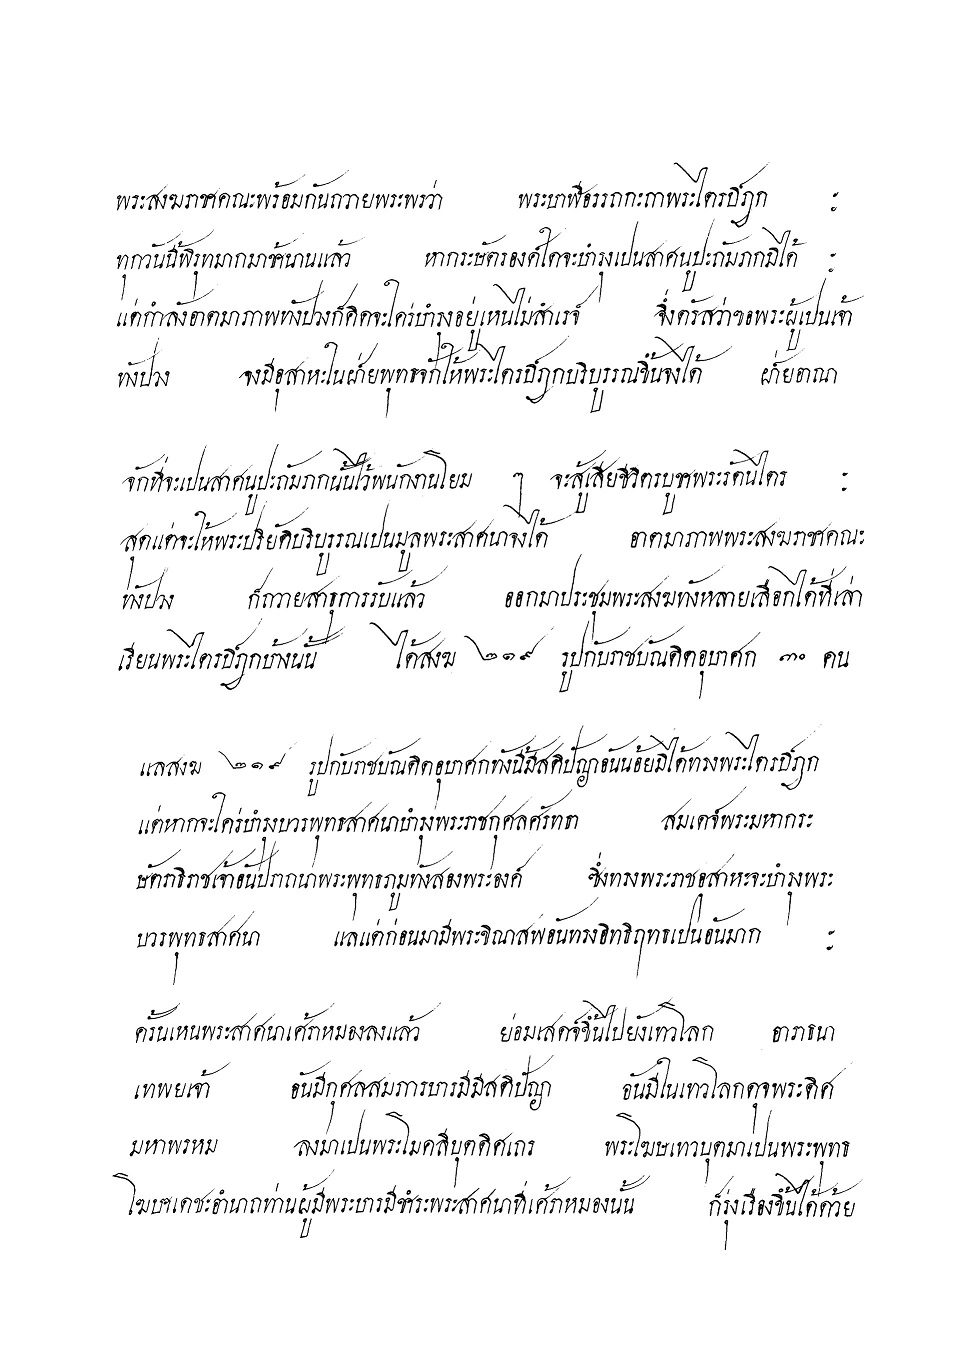 พระสงฆราชคณะพร้อมกันถวายพระพรว่า พระบาฬีอรรถกะถาพระไตรปิฎก ฯ
ทุกวันนี้พิรุทมากมาช้านานแล้ว หากระษัตรองค์ใดจะบำรุงเปนสาศนูปะถัมภกมิได้ ฯ
แต่กำลังอาตมาภาพทังปวงก็คิดจะใคร่บำรุงอยู่เหนไม่สำเรจ์ จึ่งตรัสว่าขอพระผู้เปนเจ้า
ทังปวง จงมีอุสาหะในฝ่ายพุทธจักให้พระไตรปิฎกบริบูรรณขึ้นจงได้ ฝ่ายอาณา
จักที่จะเปนสาศนูปะถัมภกนั้นไว้พนักงานโยม ๆ จะสู้เสียชีวิตรบูชาพระรัตนไตร ฯ
สุดแต่จะให้พระปริยัติบริบูรรณเปนมูลพระสาศนาจงได้ อาตมาภาพพระสงฆราชคณะ
ทังปวง ก็ถวายสาธุการรับแล้ว ออกมาประชุมพระสงฆทังหลายเลือกได้ที่เล่า
เรียนพระไตรปิฎกบ้างนั้น ได้สงฆ ๒๑๙ รูปกับราชบัณดิตอุบาศก ๓๐ คน
แลสงฆ ๒๑๙ รูปกับราชบัณดิตอุบาศกทังนี้มีสติปัญาอันน้อยมิได้ทรงพระไตรปิฎก
แต่หากจะใคร่บำรุงบวรพุทธสาศนาบำรุงพระราชกุศลศรัทธา สมเดจ์พระมหากระ
ษัตราธิราชเจ้าอันปราถนาพระพุทธภูมทังสองพระองค์ ซึ่งทรงพระราชอุสาหะจะบำรุงพระ
บวรพุทธสาศนา แลแต่ก่อนมามีพระขิณาสพอันทรงอิทธิฤทธเปนอันมาก ฯ
ครั้นเหนพระสาศนาเศร้าหมองลงแล้ว ย่อมเสดจ์ขึ้นไปยังเทวโลก อาราธนา
เทพยเจ้า อันมีกุศลสมภารบารมีมีสติปัญา อันมีในเทวโลกดุจพระติศ
มหาพรหม ลงมาเปนพระโมคลีบุตติศเถร พระโฆษเทวบุตมาเปนพระพุทธ
โฆษาเดชะอำนาถท่านผู้มีพระบารมีชำระพระสาศนาที่เศร้าหมองนั้น ก็รุ่งเรืองขึ้นได้ด้วย